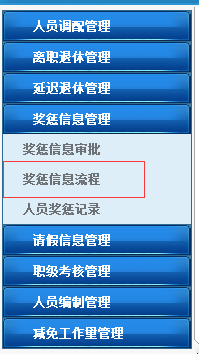 人员调配管理
离职退休管理
延迟退休管理
奖惩信息管理
奖惩信息审批
奖惩信息流程
人员奖惩记录
请假信息管理
职级考核管理
人员编制管理
减免工作量管理